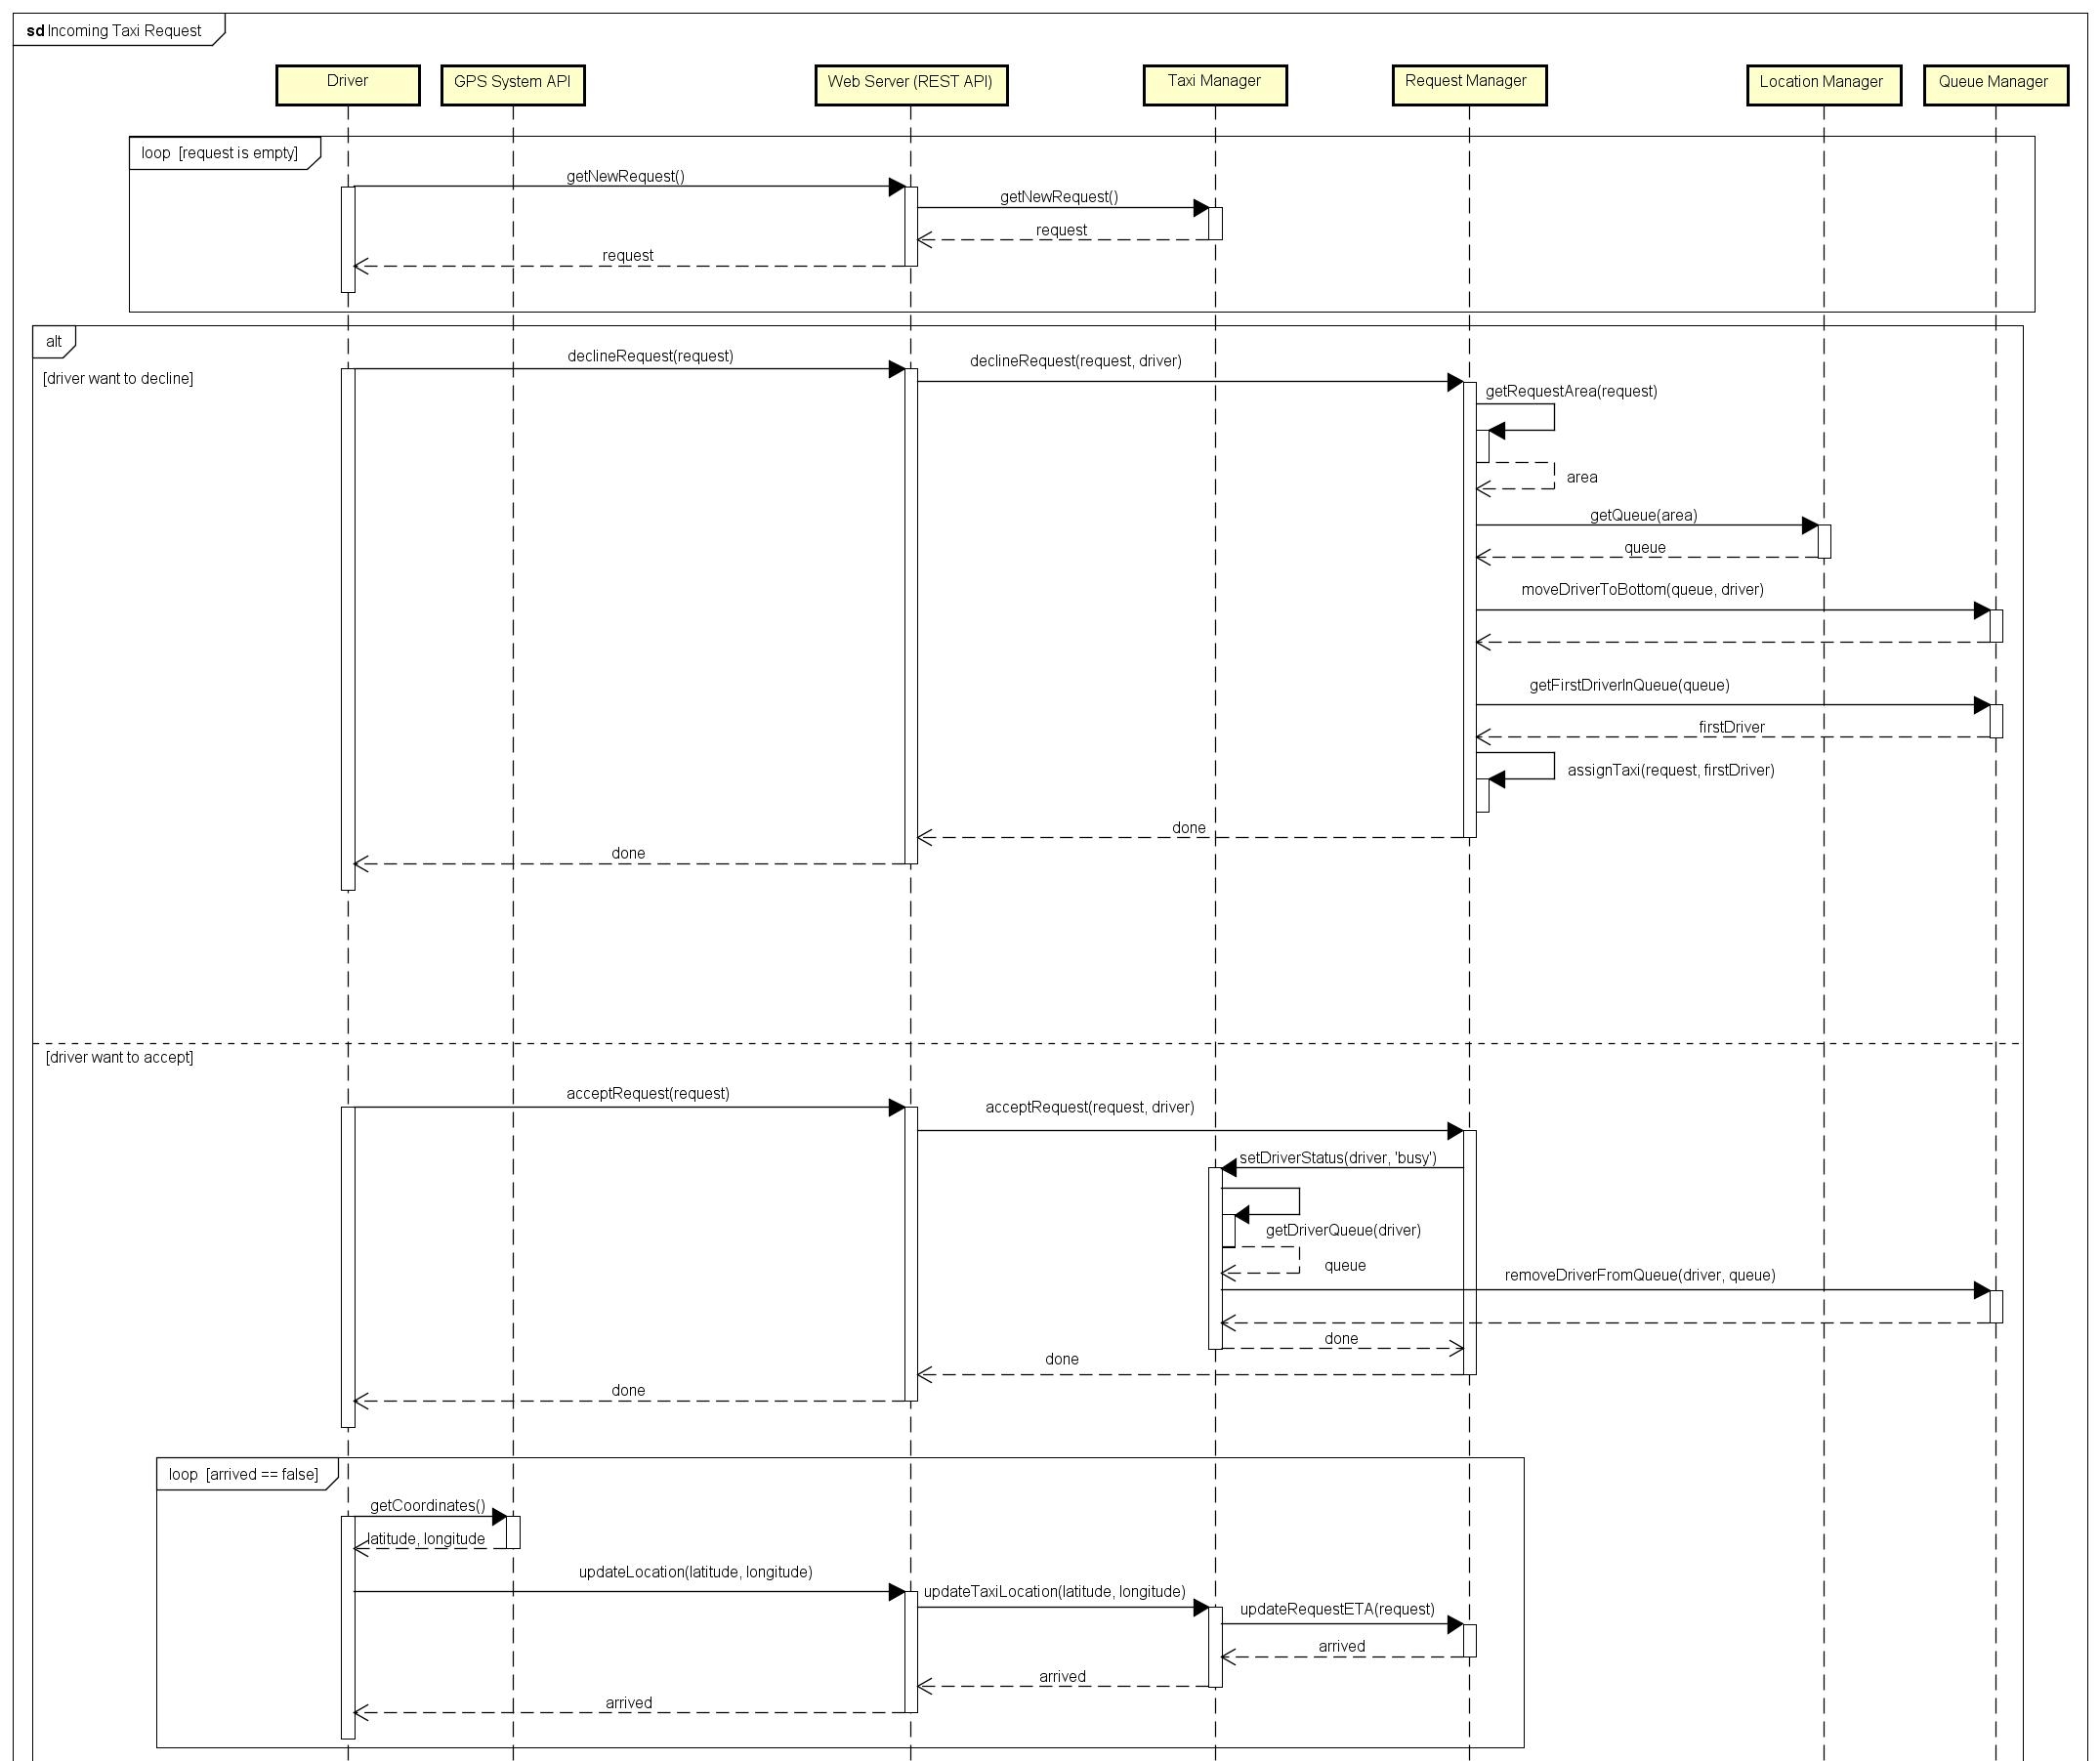 sd Incoming Taxi Request
Driver
GPS System API
Web Server (REST API)
Taxi Manager
Request Manager
Location Manager
Queue Manager
loop [request is empty]
getNewRequest()
getNewRequest()
request
request
alt
[driver want to decline]
declineRequest(request)
declineRequest(request, driver)
getRequestArea(request)
area
getQueue(area)
queue
moveDriverToBottom(queue, driver)
getFirstDriverInQueue(queue)
firstDriver
assignTaxi(request, firstDriver)
done
done
[driver want to accept]
acceptRequest(request)
acceptRequest(request, driver)
setDriverStatus(driver, 'busy')
getDriverQueue(driver)
queue
removeDriverFromQueue(driver, queue)
done
done
done
loop [arrived == false]
getCoordinates()
latitude, longitude
updateLocation(latitude, longitude)
updateTaxiLocation(latitude, longitude)
updateRequestETA(request)
arrived
arrived
arrived